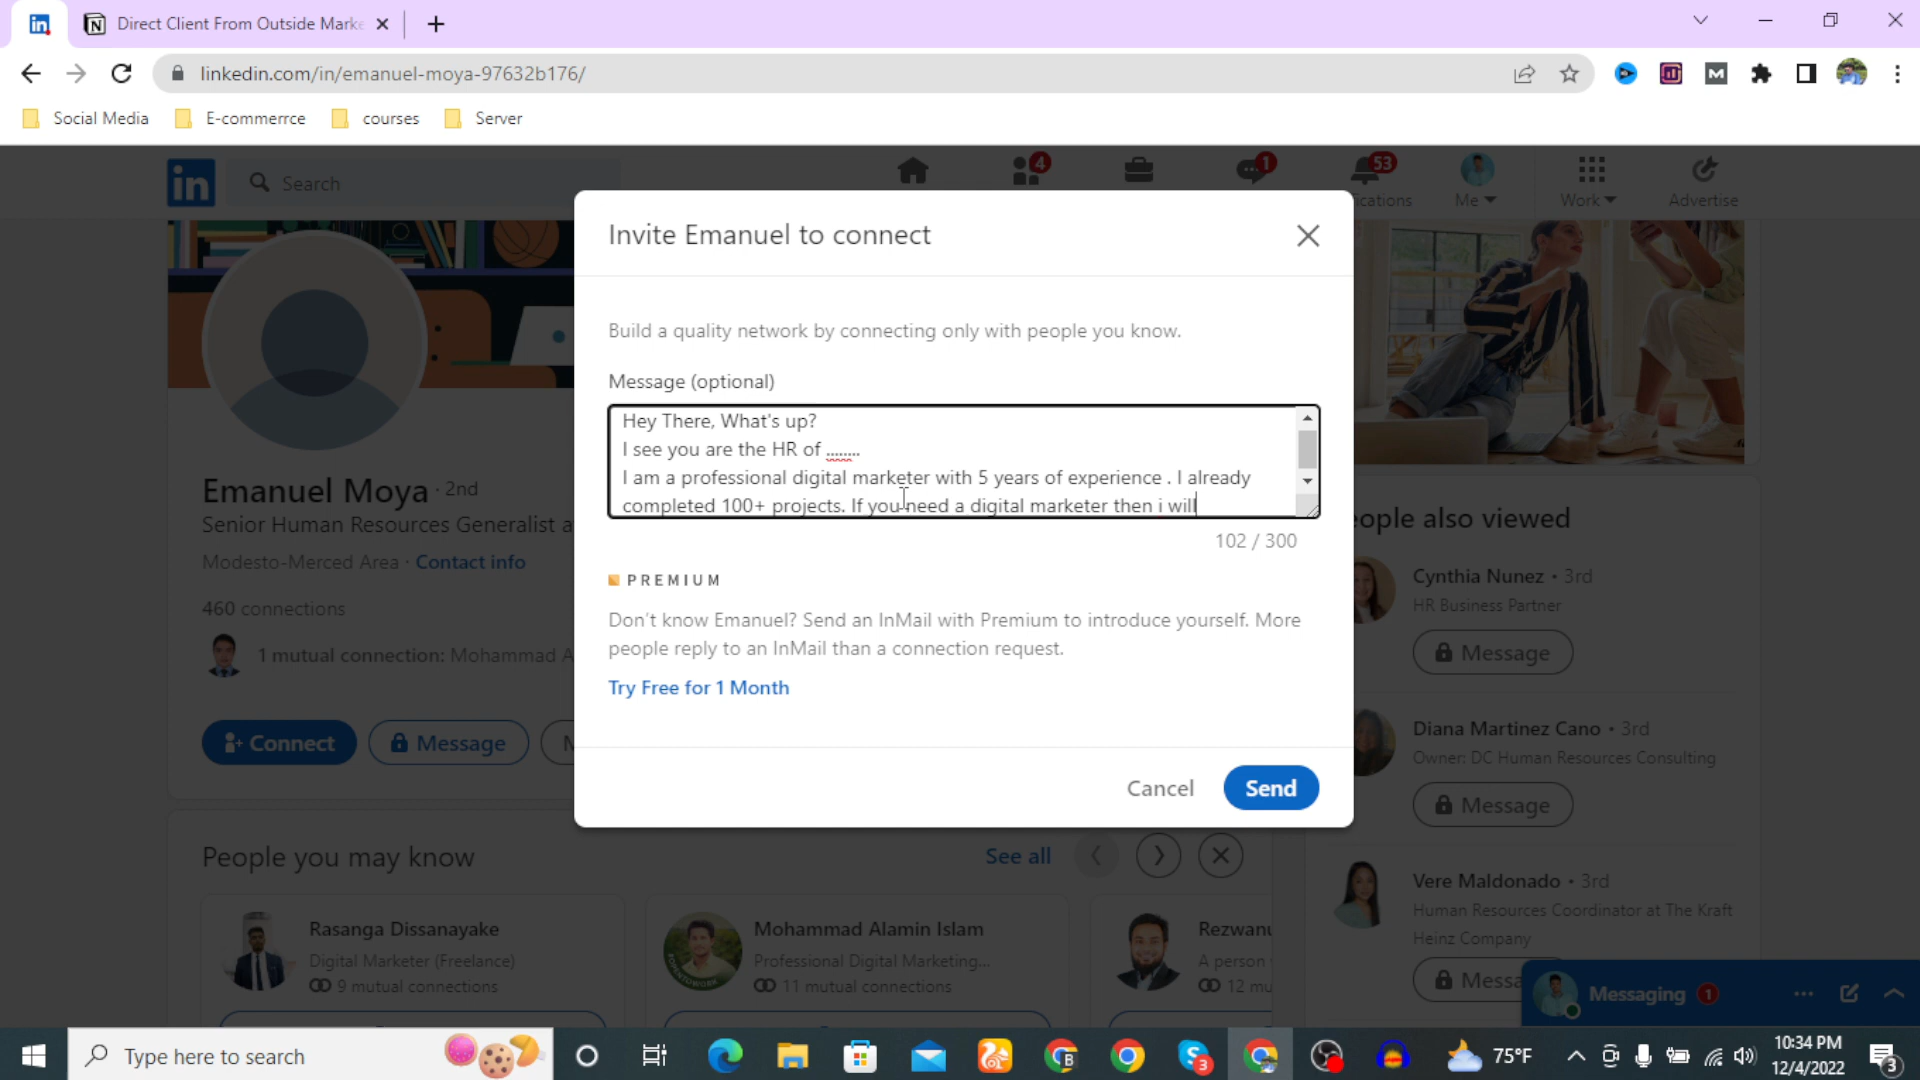 Direct Client From Outside Marke
linkedin.com/in/emanuel-moya-97632b176/
Social Media
E-commerrce
courses
Server
in
Search
4
1
53
ications
Me
Work
Advertise
Invite Emanuel to connect
Build a quality network by connecting only with people you know.
Message (optional)
Hey There, What's up?
I see you are the HR of ........
I am a professional digital marketer with 5 years of experience . I already
completed 100+ projects. If you need a digital marketer then i will
102 / 300
PREMIUM
Don't know Emanuel? Send an InMail with Premium to introduce yourself. More
people reply to an InMail than a connection request.
Try Free for 1 Month
Cancel
Send
Emanuel Moya · 2nd
Senior Human Resources Generalist a
Modesto-Merced Area · Contact info
460 connections
1 mutual connection: Mohammad A
Connect
Message
M
eople also viewed
Cynthia Nunez • 3rd
HR Business Partner
Message
Diana Martinez Cano • 3rd
Owner: DC Human Resources Consulting
Message
Vere Maldonado • 3rd
Human Resources Coordinator at The Kraft
Heinz Company
Messa
People you may know
See all
Rasanga Dissanayake
Digital Marketer (Freelance)
9 mutual connections
Mohammad Alamin Islam
Professional Digital Marketing...
11 mutual connections
Rezwanu
A person
12 mu
Messaging
1
Type here to search
75°F
10:34 PM
12/4/2022
3